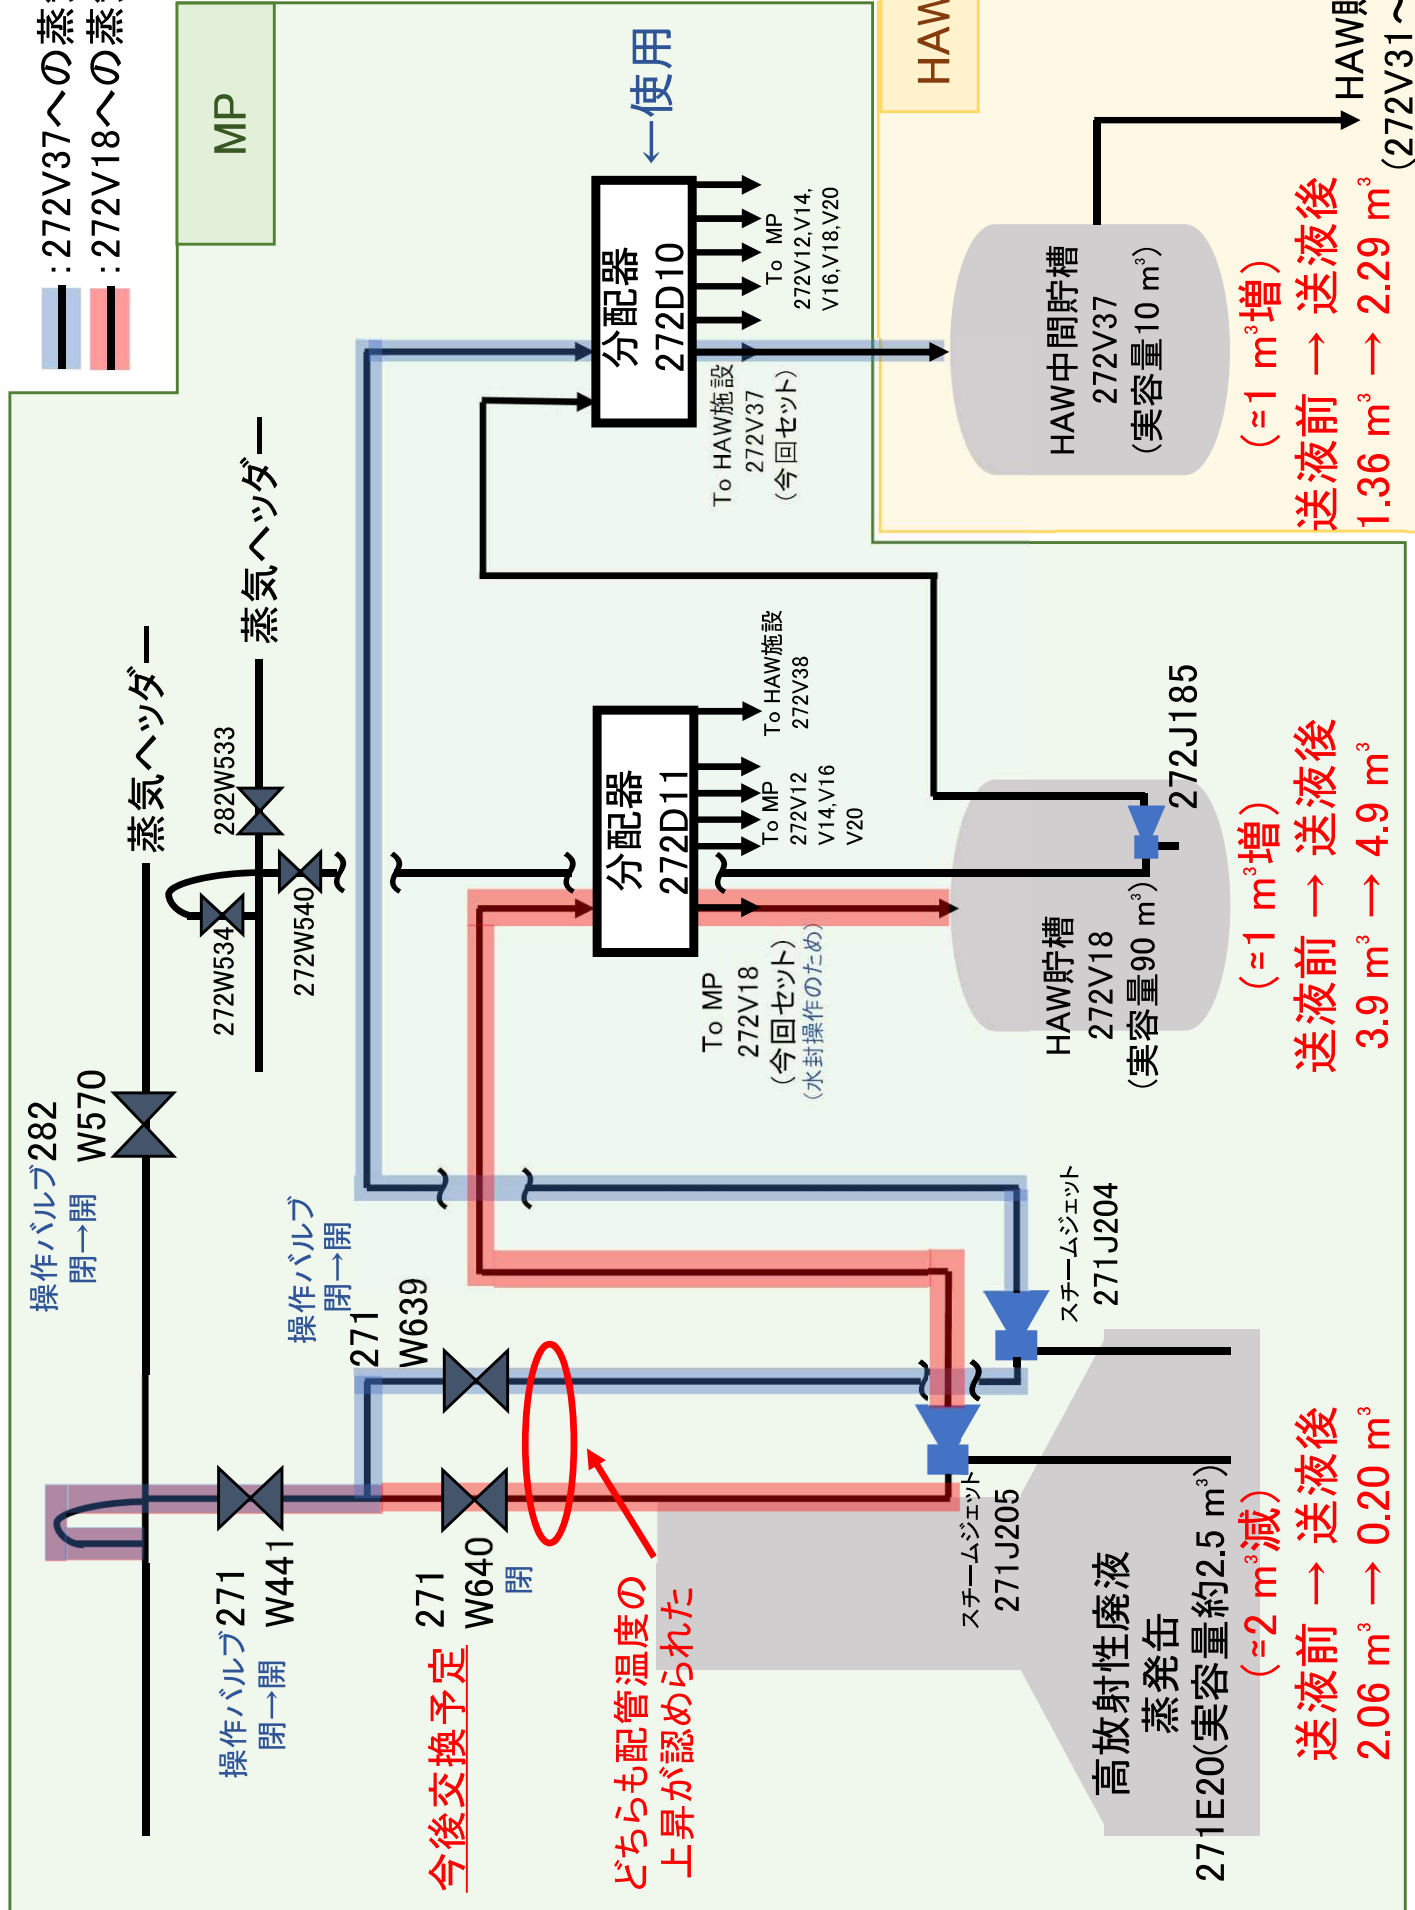 :272V37への蒸
:272V18への蒸
MP
HAW
蒸気ヘッダー
蒸気ヘッダー
操作バルブ282
W570
閉→開
282W533
272W534
272W540
操作バルブ
閉→開
271
W639
操作バルブ271
W441
閉→開
271
W640
閉
今後交換予定
どちらも配管温度の
上昇が認められた
←使用
分配器
272D10
To MP
272V12,V14,
V16,V18,V20
To HAW施設
272V37
(今回セット)
分配器
272D11
To HAW施設
272V38
To MP
272V12
V14,V16
V20
To MP
272V18
(今回セット)
(水封操作のため)
スチームジェット
271J205
スチームジェット
271J204
272J185
高放射性廃液
蒸発缶
271E20(実容量約2.5 m³)
(≈2 m³減)
送液前 → 送液後
2.06 m³ → 0.20 m³
HAW貯槽
272V18
(実容量90 m³)
(≈1 m³増)
送液前 → 送液後
3.9 m³ → 4.9 m³
HAW中間貯槽
272V37
(実容量10 m³)
(≈1 m³増)
送液前 → 送液後
1.36 m³ → 2.29 m³
HAW貯
(272V31～